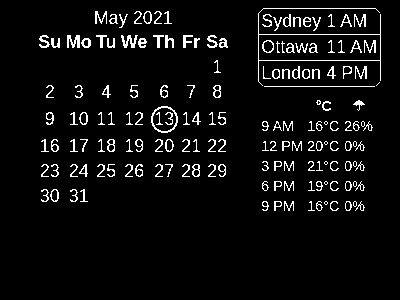 May 2021
Su Mo Tu We Th Fr Sa
1
2 3 4 5 6 7 8
9 10 11 12 13 14 15
16 17 18 19 20 21 22
23 24 25 26 27 28 29
30 31
Sydney 1 AM
Ottawa 11 AM
London 4 PM
°C ☂
9 AM 16°C 26%
12 PM 20°C 0%
3 PM 21°C 0%
6 PM 19°C 0%
9 PM 16°C 0%